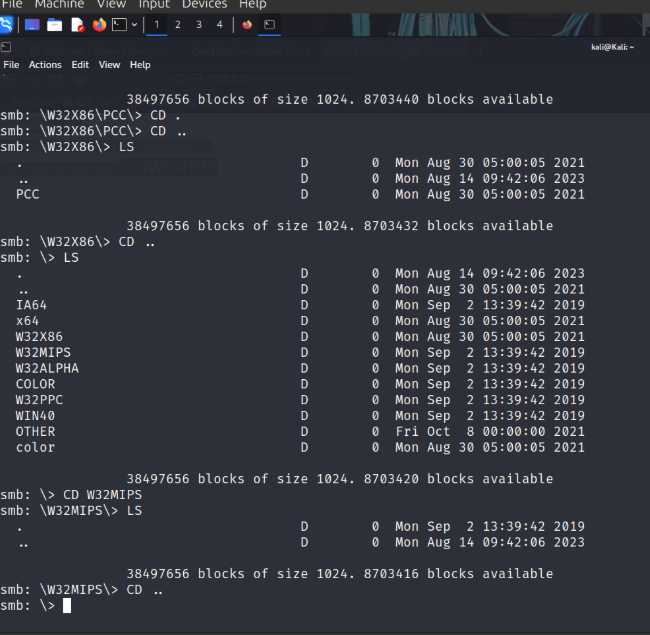 File Machine View Input Devices Help
1 2 3 4
kali@Kali: ~
File Actions Edit View Help
38497656 blocks of size 1024. 8703440 blocks available
smb: \W32X86\PCC\> CD .
smb: \W32X86\PCC\> CD ..
smb: \W32X86\> LS
. D 0 Mon Aug 30 05:00:05 2021
.. D 0 Mon Aug 14 09:42:06 2023
PCC D 0 Mon Aug 30 05:00:05 2021
38497656 blocks of size 1024. 8703432 blocks available
smb: \W32X86\> CD ..
smb: \> LS
. D 0 Mon Aug 14 09:42:06 2023
.. D 0 Mon Aug 30 05:00:05 2021
IA64 D 0 Mon Sep 2 13:39:42 2019
x64 D 0 Mon Aug 30 05:00:05 2021
W32X86 D 0 Mon Aug 30 05:00:05 2021
W32MIPS D 0 Mon Sep 2 13:39:42 2019
W32ALPHA D 0 Mon Sep 2 13:39:42 2019
COLOR D 0 Mon Sep 2 13:39:42 2019
W32PPC D 0 Mon Sep 2 13:39:42 2019
WIN40 D 0 Mon Sep 2 13:39:42 2019
OTHER D 0 Fri Oct 8 00:00:00 2021
color D 0 Mon Aug 30 05:00:05 2021
38497656 blocks of size 1024. 8703420 blocks available
smb: \> CD W32MIPS
smb: \W32MIPS\> LS
. D 0 Mon Sep 2 13:39:42 2019
.. D 0 Mon Aug 14 09:42:06 2023
38497656 blocks of size 1024. 8703416 blocks available
smb: \W32MIPS\> CD ..
smb: \>